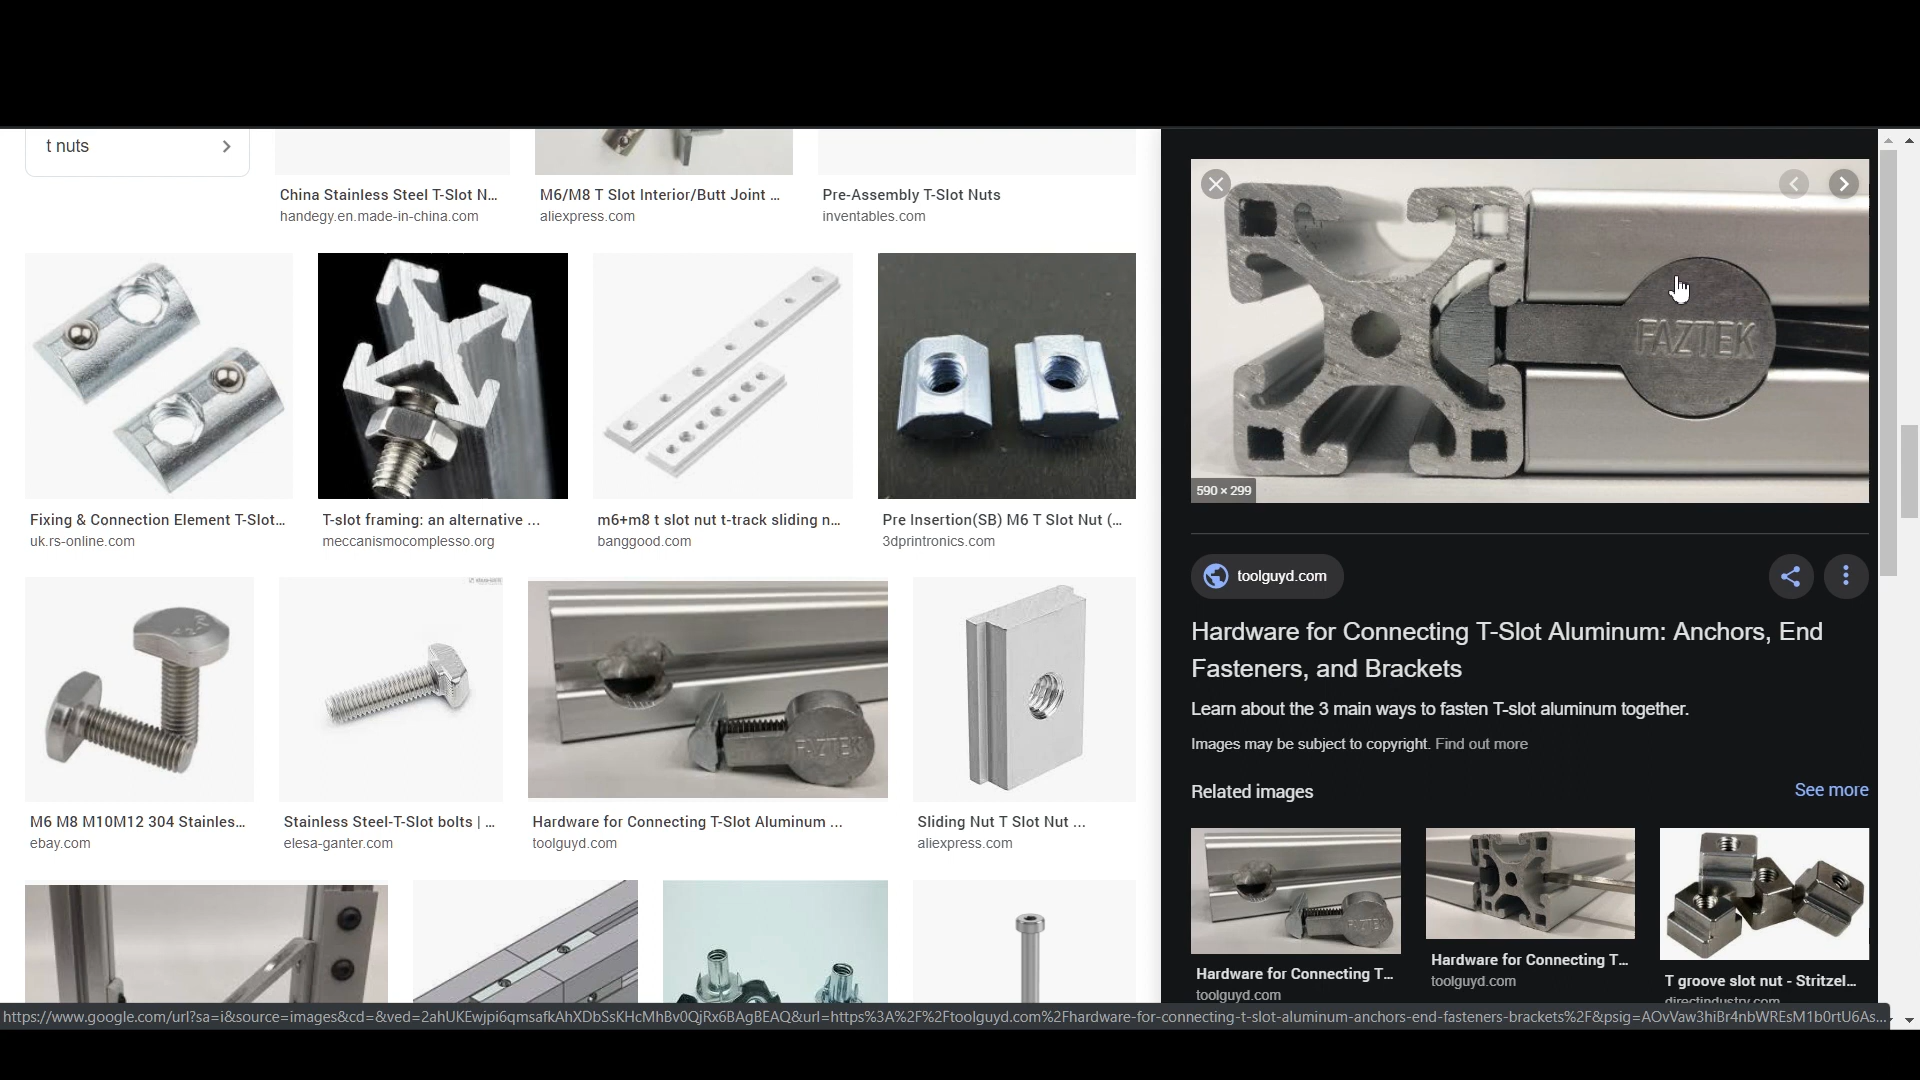 t nuts
China Stainless Steel T-Slot N...
handegy.en.made-in-china.com
M6/M8 T Slot Interior/Butt Joint ...
aliexpress.com
Pre-Assembly T-Slot Nuts
inventables.com
Fixing & Connection Element T-Slot...
uk.rs-online.com
T-slot framing: an alternative ...
meccanismocomplesso.org
m6+m8 t slot nut t-track sliding n...
banggood.com
Pre Insertion(SB) M6 T Slot Nut (...
3dprintronics.com
M6 M8 M10M12 304 Stainles...
ebay.com
Stainless Steel-T-Slot bolts | ...
elesa-ganter.com
FAZTEK
Hardware for Connecting T-Slot Aluminum ...
toolguyd.com
Sliding Nut T Slot Nut ...
aliexpress.com
FAZTEK
590 × 299
toolguyd.com
Hardware for Connecting T-Slot Aluminum: Anchors, End
Fasteners, and Brackets
Learn about the 3 main ways to fasten T-slot aluminum together.
Images may be subject to copyright. Find out more
Related images
See more
FAZTEK
Hardware for Connecting T...
toolguyd.com
Hardware for Connecting T...
toolguyd.com
T groove slot nut - Stritzel...
directindustry.com
https://www.google.com/url?sa=i&source=images&cd=&ved=2ahUKEwjpi6qmsafkAhXDbSsKHcMhBv0QjRx6BAgBEAQ&url=https%3A%2F%2Ftoolguyd.com%2Fhardware-for-connecting-t-slot-aluminum-anchors-end-fasteners-brackets%2F&psig=AOvVaw3hiBr4nbWREsM1b0rtU6As...